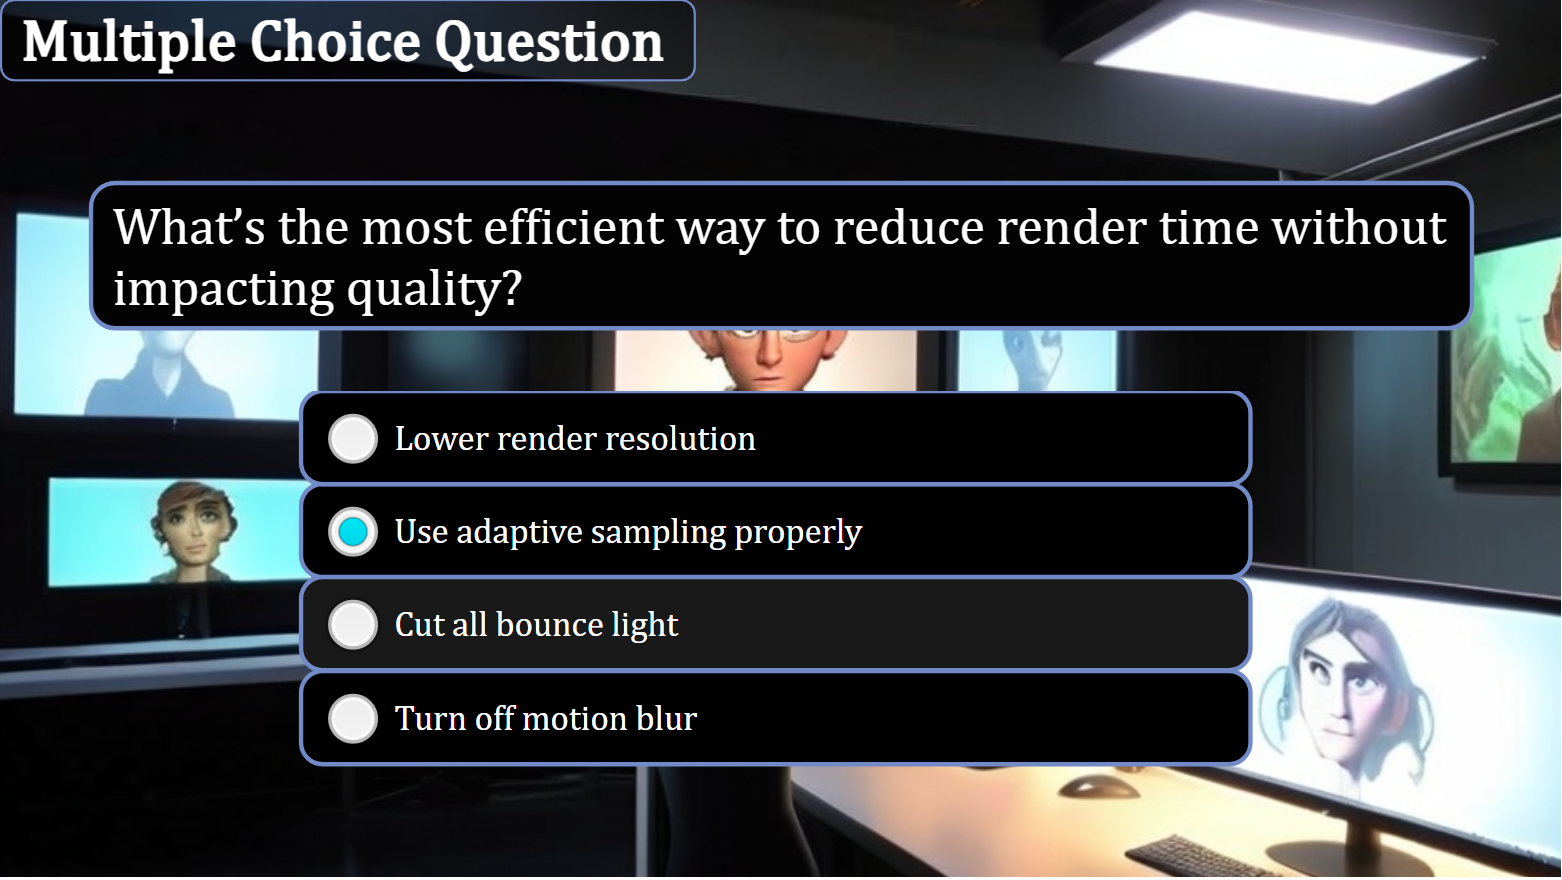 Multiple Choice Question
What’s the most efficient way to reduce render time without
impacting quality?
Lower render resolution
Use adaptive sampling properly
Cut all bounce light
Turn off motion blur